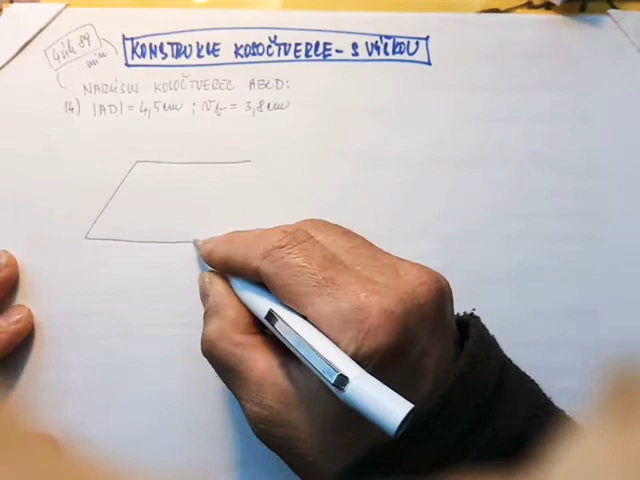 KONSTRUKCE KOSOČTVERCE - S VÝŠKOU
NARÝSUJ KOSOČTVEREC ABCD:
14) |AD| = 4,5cm ; v = 3,8cm